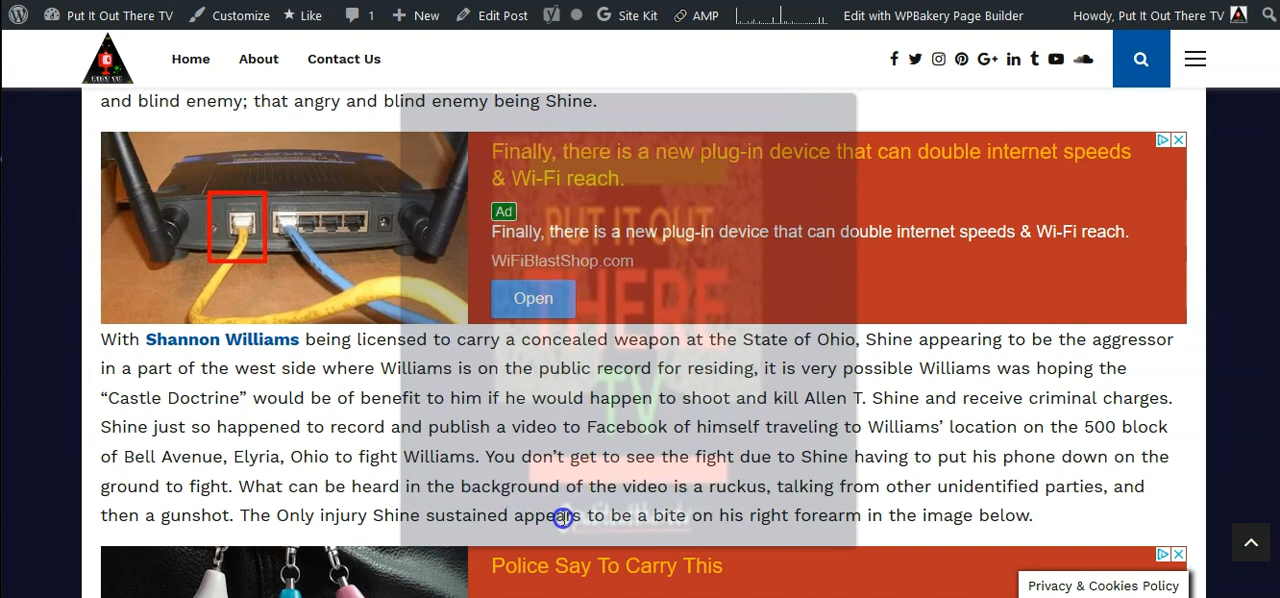 Put It Out There TV Customize Like 1 New Edit Post Site Kit AMP Edit with WPBakery Page Builder Howdy, Put It Out There TV
Home About Contact Us
and blind enemy; that angry and blind enemy being Shine.
Finally, there is a new plug-in device that can double internet speeds
& Wi-Fi reach.
Ad
PUT IT OUT
Finally, there is a new plug-in device that can double internet speeds & Wi-Fi reach.
WiFiBlastShop.com
THERE
Open
With Shannon Williams being licensed to carry a concealed weapon at the State of Ohio, Shine appearing to be the aggressor
in a part of the west side where Williams is on the public record for residing, it is very possible Williams was hoping the
“Castle Doctrine” would be of benefit to him if he would happen to shoot and kill Allen T. Shine and receive criminal charges.
TV
Shine just so happened to record and publish a video to Facebook of himself traveling to Williams’ location on the 500 block
of Bell Avenue, Elyria, Ohio to fight Williams. You don’t get to see the fight due to Shine having to put his phone down on the
ground to fight. What can be heard in the background of the video is a ruckus, talking from other unidentified parties, and
then a gunshot. The Only injury Shine sustained appears to be a bite on his right forearm in the image below.
Police Say To Carry This
Privacy & Cookies Policy